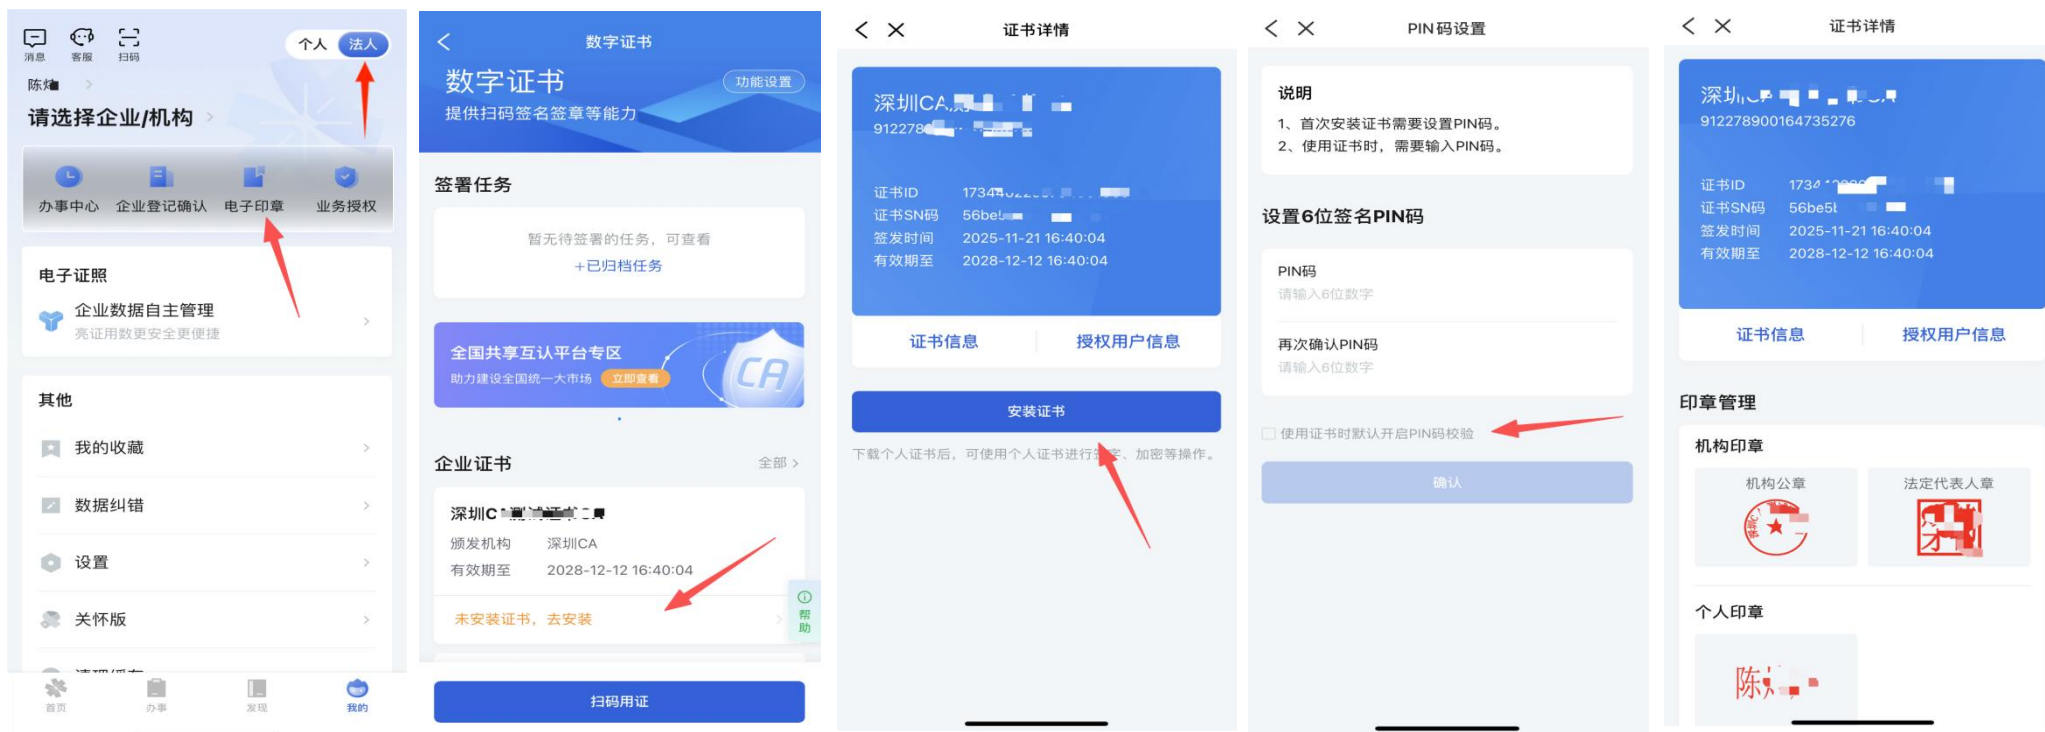 消息 客服 扫码
个人 法人
陈
请选择企业/机构
办事中心 企业登记确认 电子印章 业务授权
电子证照
企业数据自主管理
亮证用数更安全更便捷
其他
我的收藏
数据纠错
设置
关怀版
首页 办事 发现 我的
数字证书
数字证书
功能设置
提供扫码签名签章等能力
签署任务
暂无待签署的任务，可查看
+已归档任务
全国共享互认平台专区
助力建设全国统一大市场 立即查看
CA
企业证书 全部
深圳C
颁发机构 深圳CA
有效期至 2028-12-12 16:40:04
未安装证书，去安装
帮助
扫码用证
证书详情
深圳CA
912278
证书ID
证书SN码 56be
签发时间 2025-11-21 16:40:04
有效期至 2028-12-12 16:40:04
证书信息 授权用户信息
安装证书
下载个人证书后，可使用个人证书进行签字、加密等操作。
PIN码设置
说明
1、首次安装证书需要设置PIN码。
2、使用证书时，需要输入PIN码。
设置6位签名PIN码
PIN码
请输入6位数字
再次确认PIN码
请输入6位数字
使用证书时默认开启PIN码校验
确认
证书详情
深圳
912278900164735276
证书ID 1734
证书SN码 56be5
签发时间 2025-11-21 16:40:04
有效期至 2028-12-12 16:40:04
证书信息 授权用户信息
印章管理
机构印章
机构公章 法定代表人章
个人印章
陈